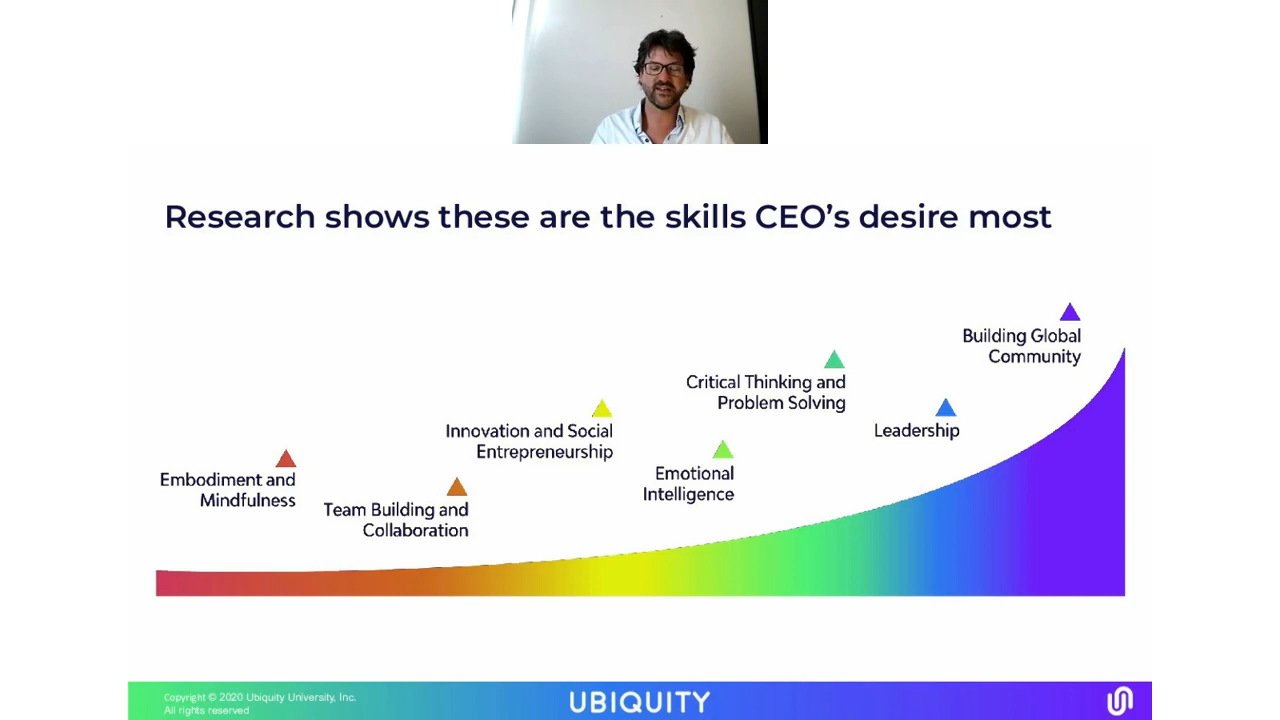 Research shows these are the skills CEO’s desire most
Building Global
Community
Critical Thinking and
Problem Solving
Innovation and Social
Entrepreneurship
Leadership
Emotional
Intelligence
Embodiment and
Mindfulness
Team Building and
Collaboration
Copyright © 2020 Ubiquity University, Inc.
All rights reserved
UBIQUITY